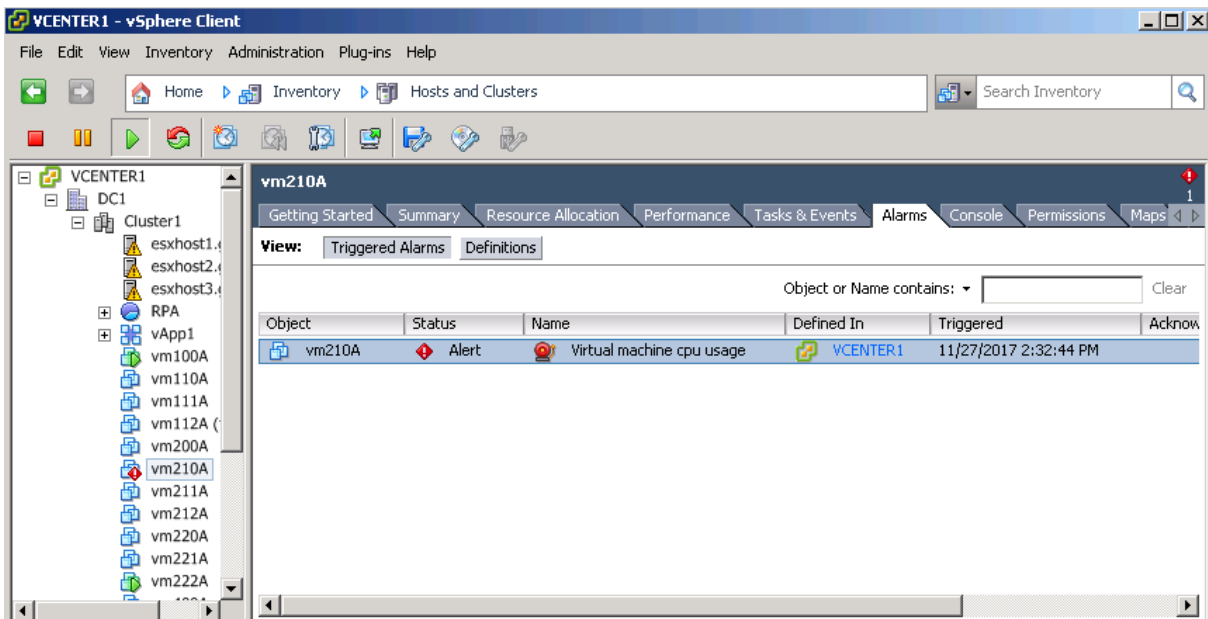 VCENTER1 - vSphere Client
File Edit View Inventory Administration Plug-ins Help
Home Inventory Hosts and Clusters Search Inventory
VCENTER1
DC1
Cluster1
esxhost1.
esxhost2.
esxhost3.
RPA
vApp1
vm100A
vm110A
vm111A
vm112A (
vm200A
vm210A
vm211A
vm212A
vm220A
vm221A
vm222A
vm210A
1
Getting Started Summary Resource Allocation Performance Tasks & Events Alarms Console Permissions Maps
View: Triggered Alarms Definitions
Object or Name contains: Clear
Object Status Name Defined In Triggered Acknow
vm210A Alert Virtual machine cpu usage VCENTER1 11/27/2017 2:32:44 PM